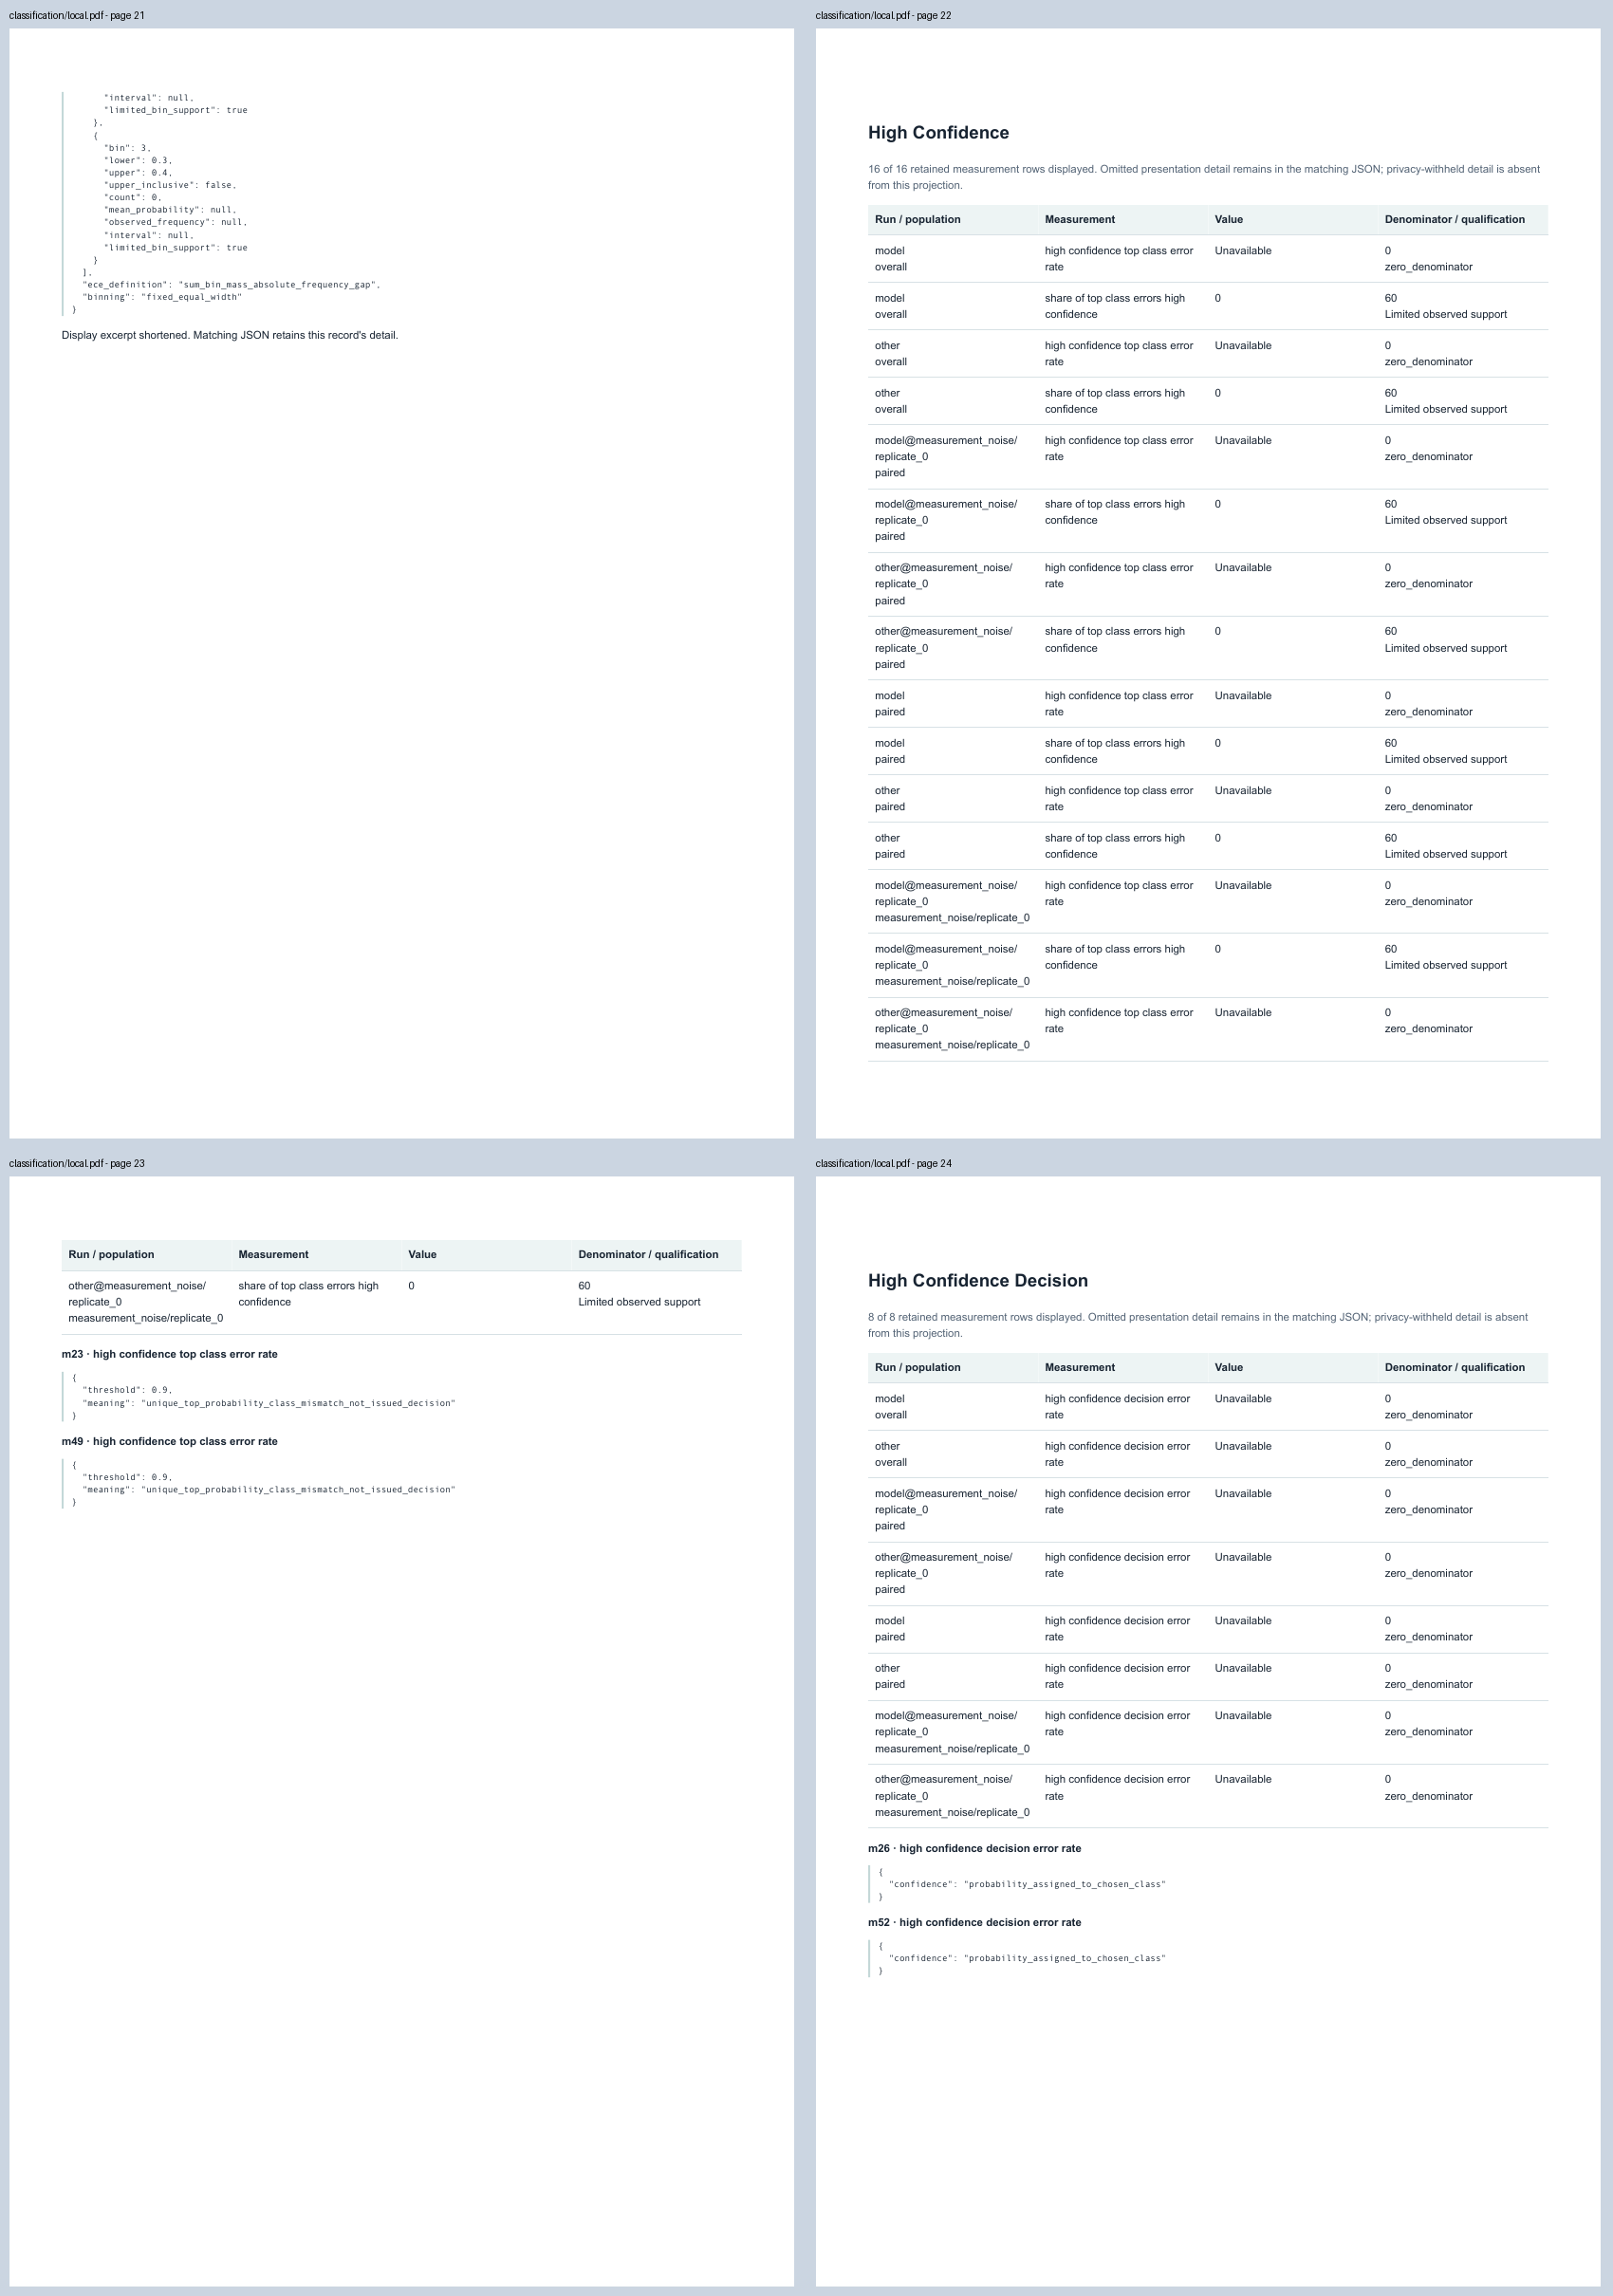 classification/local.pdf - page 21
"interval": null,
"limited_bin_support": true
},
{
"bin": 3,
"lower": 0.3,
"upper": 0.4,
"upper_inclusive": false,
"count": 0,
"mean_probability": null,
"observed_frequency": null,
"interval": null,
"limited_bin_support": true
}
],
"ece_definition": "sum_bin_mass_absolute_frequency_gap",
"binning": "fixed_equal_width"
}
Display excerpt shortened. Matching JSON retains this record's detail.
classification/local.pdf - page 22
High Confidence
16 of 16 retained measurement rows displayed. Omitted presentation detail remains in the matching JSON; privacy-withheld detail is absent
from this projection.
Run / population Measurement Value Denominator / qualification
model high confidence top class error Unavailable 0
overall rate zero_denominator
model share of top class errors high 0 60
overall confidence Limited observed support
other high confidence top class error Unavailable 0
overall rate zero_denominator
other share of top class errors high 0 60
overall confidence Limited observed support
model@measurement_noise/ high confidence top class error Unavailable 0
replicate_0 rate zero_denominator
paired
model@measurement_noise/ share of top class errors high 0 60
replicate_0 confidence Limited observed support
paired
other@measurement_noise/ high confidence top class error Unavailable 0
replicate_0 rate zero_denominator
paired
other@measurement_noise/ share of top class errors high 0 60
replicate_0 confidence Limited observed support
paired
model high confidence top class error Unavailable 0
paired rate zero_denominator
model share of top class errors high 0 60
paired confidence Limited observed support
other high confidence top class error Unavailable 0
paired rate zero_denominator
other share of top class errors high 0 60
paired confidence Limited observed support
model@measurement_noise/ high confidence top class error Unavailable 0
replicate_0 rate zero_denominator
measurement_noise/replicate_0
model@measurement_noise/ share of top class errors high 0 60
replicate_0 confidence Limited observed support
measurement_noise/replicate_0
other@measurement_noise/ high confidence top class error Unavailable 0
replicate_0 rate zero_denominator
measurement_noise/replicate_0
classification/local.pdf - page 23
Run / population Measurement Value Denominator / qualification
other@measurement_noise/ share of top class errors high 0 60
replicate_0 confidence Limited observed support
measurement_noise/replicate_0
m23 · high confidence top class error rate
{
"threshold": 0.9,
"meaning": "unique_top_probability_class_mismatch_not_issued_decision"
}
m49 · high confidence top class error rate
{
"threshold": 0.9,
"meaning": "unique_top_probability_class_mismatch_not_issued_decision"
}
classification/local.pdf - page 24
High Confidence Decision
8 of 8 retained measurement rows displayed. Omitted presentation detail remains in the matching JSON; privacy-withheld detail is absent
from this projection.
Run / population Measurement Value Denominator / qualification
model high confidence decision error Unavailable 0
overall rate zero_denominator
other high confidence decision error Unavailable 0
overall rate zero_denominator
model@measurement_noise/ high confidence decision error Unavailable 0
replicate_0 rate zero_denominator
paired
other@measurement_noise/ high confidence decision error Unavailable 0
replicate_0 rate zero_denominator
paired
model high confidence decision error Unavailable 0
paired rate zero_denominator
other high confidence decision error Unavailable 0
paired rate zero_denominator
model@measurement_noise/ high confidence decision error Unavailable 0
replicate_0 rate zero_denominator
measurement_noise/replicate_0
other@measurement_noise/ high confidence decision error Unavailable 0
replicate_0 rate zero_denominator
measurement_noise/replicate_0
m26 · high confidence decision error rate
{
"confidence": "probability_assigned_to_chosen_class"
}
m52 · high confidence decision error rate
{
"confidence": "probability_assigned_to_chosen_class"
}